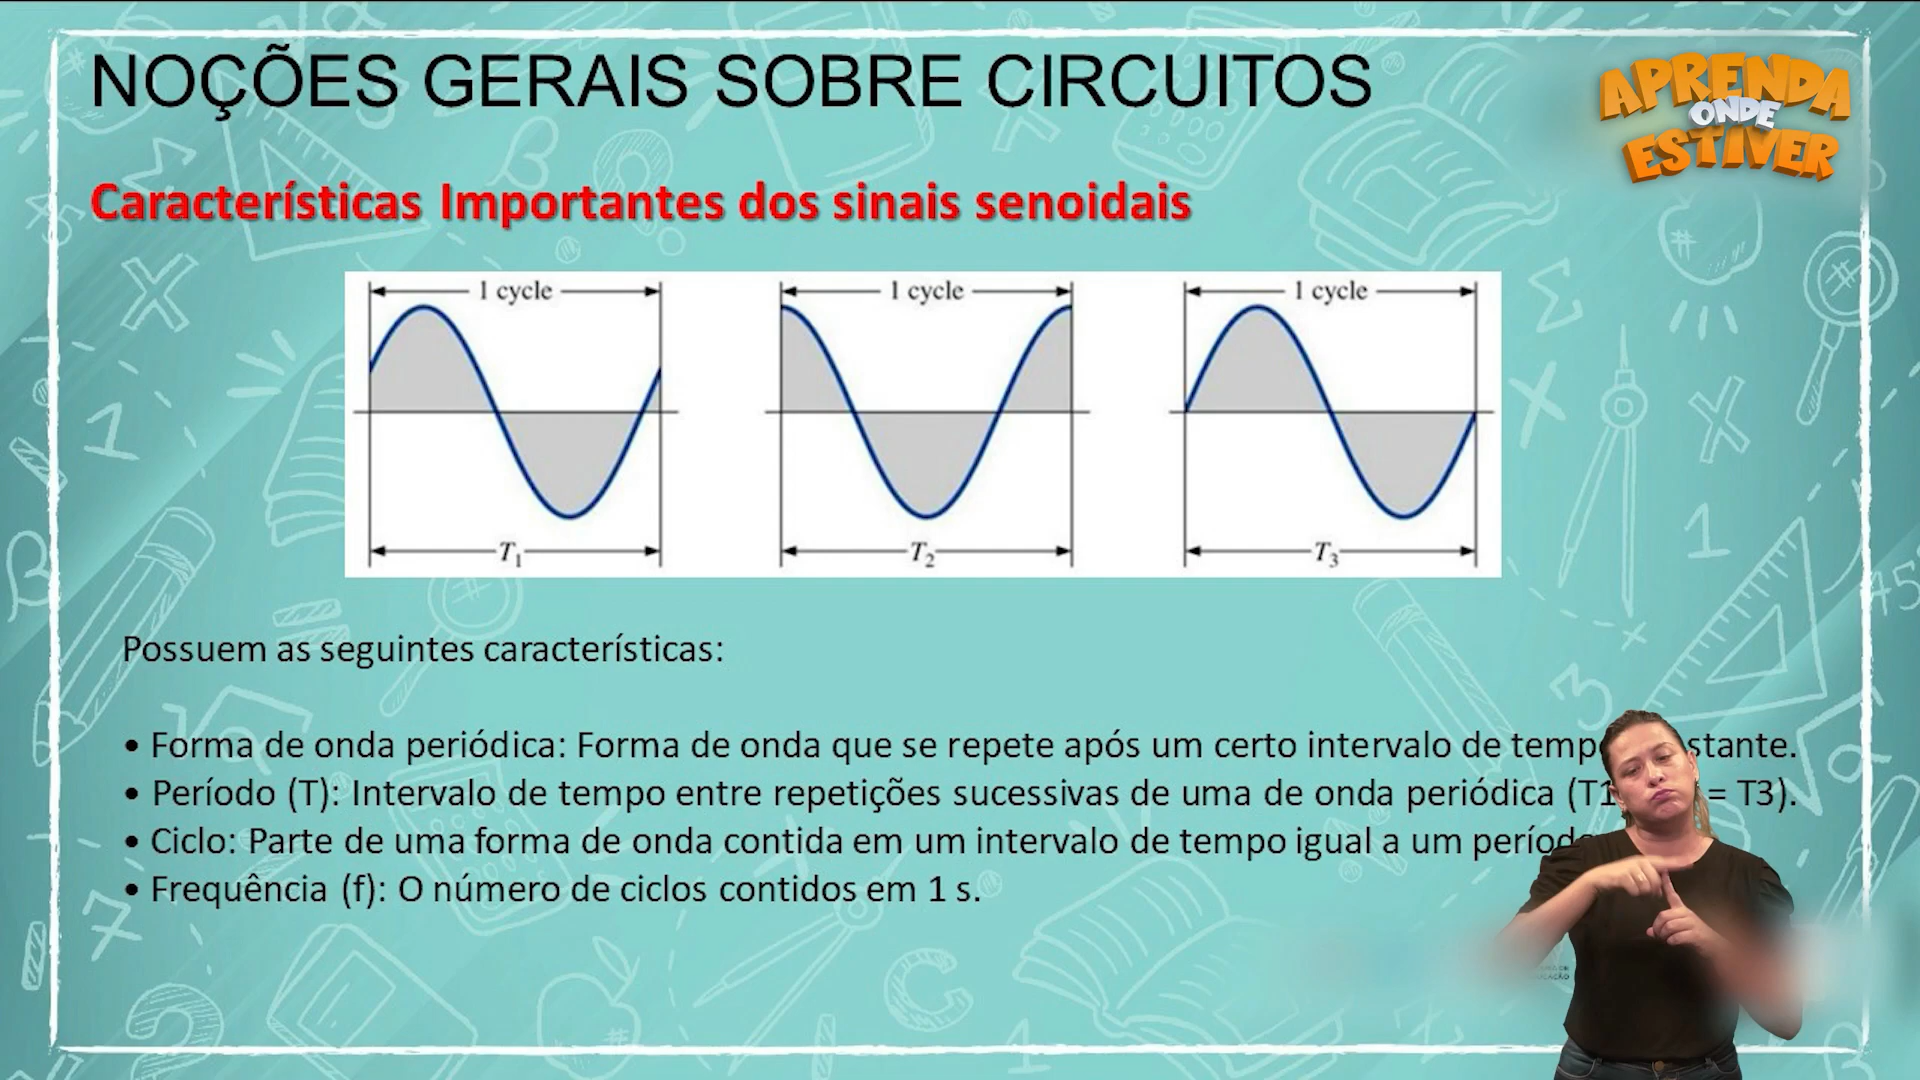 NOÇÕES GERAIS SOBRE CIRCUITOS
APRENDA
ONDE
ESTIVER
Características Importantes dos sinais senoidais
1 cycle
1 cycle
1 cycle
T1
T2
T3
Possuem as seguintes características:
• Forma de onda periódica: Forma de onda que se repete após um certo intervalo de tempo
• Período (T): Intervalo de tempo entre repetições sucessivas de uma de onda periódica (T1 = T3).
• Ciclo: Parte de uma forma de onda contida em um intervalo de tempo igual a um
• Frequência (f): O número de ciclos contidos em 1 s.